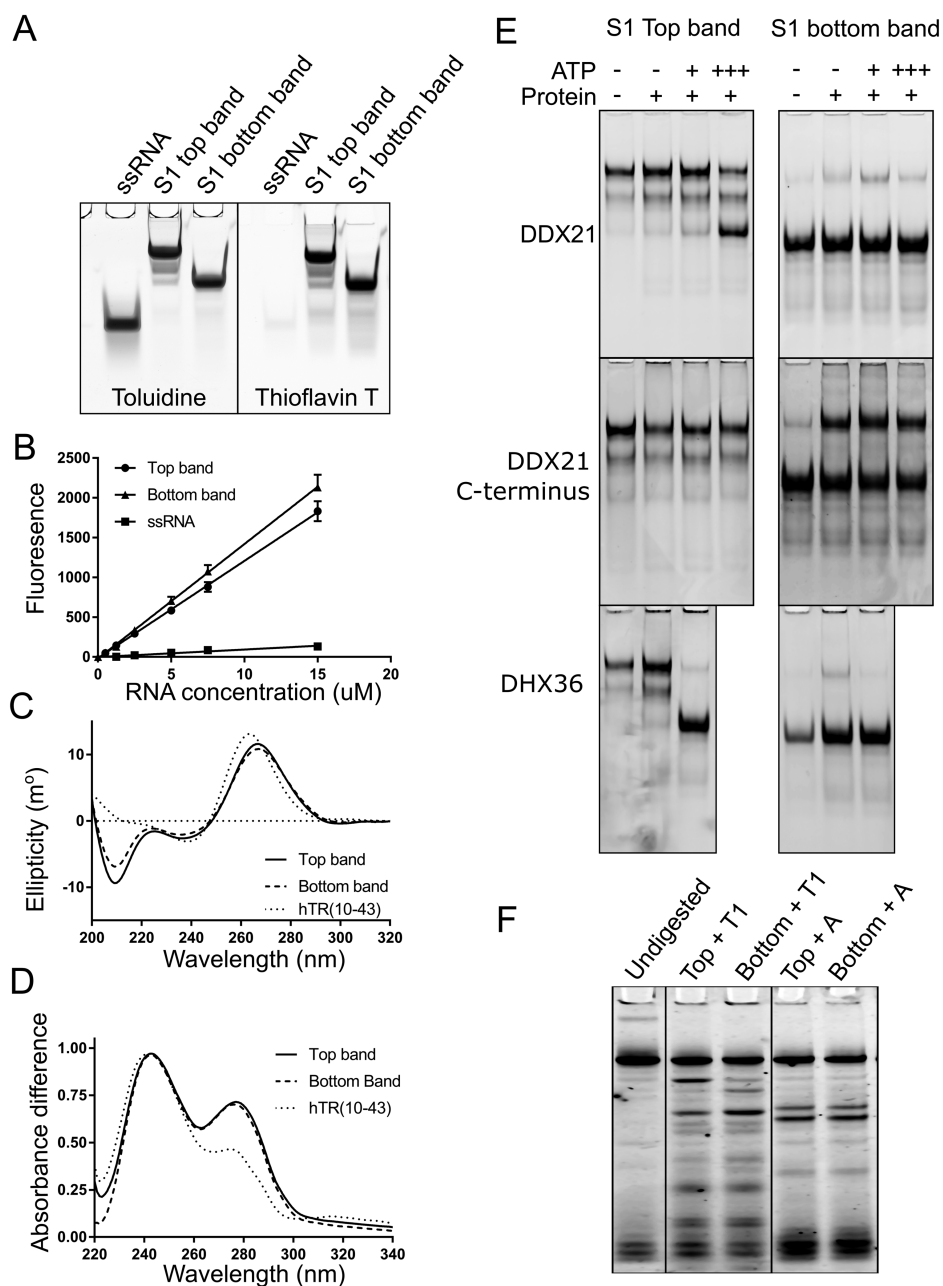 A
ssRNA
S1 top band
S1 bottom band
ssRNA
S1 top band
S1 bottom band
Toluidine
Thioflavin T
B
2500
2000
1500
1000
500
0
Fluoresence
Top band
Bottom band
ssRNA
0 5 10 15 20
RNA concentration (uM)
C
10
0
-10
Ellipticity (mº)
Top band
Bottom band
hTR(10-43)
200 220 240 260 280 300 320
Wavelength (nm)
D
1.00
0.75
0.50
0.25
0.00
Absorbance difference
Top band
Bottom Band
hTR(10-43)
220 240 260 280 300 320 340
Wavelength (nm)
E
S1 Top band
S1 bottom band
ATP - - + +++ - - + +++
Protein - + + + - + + +
DDX21
DDX21
C-terminus
DHX36
F
Undigested
Top + T1
Bottom + T1
Top + A
Bottom + A